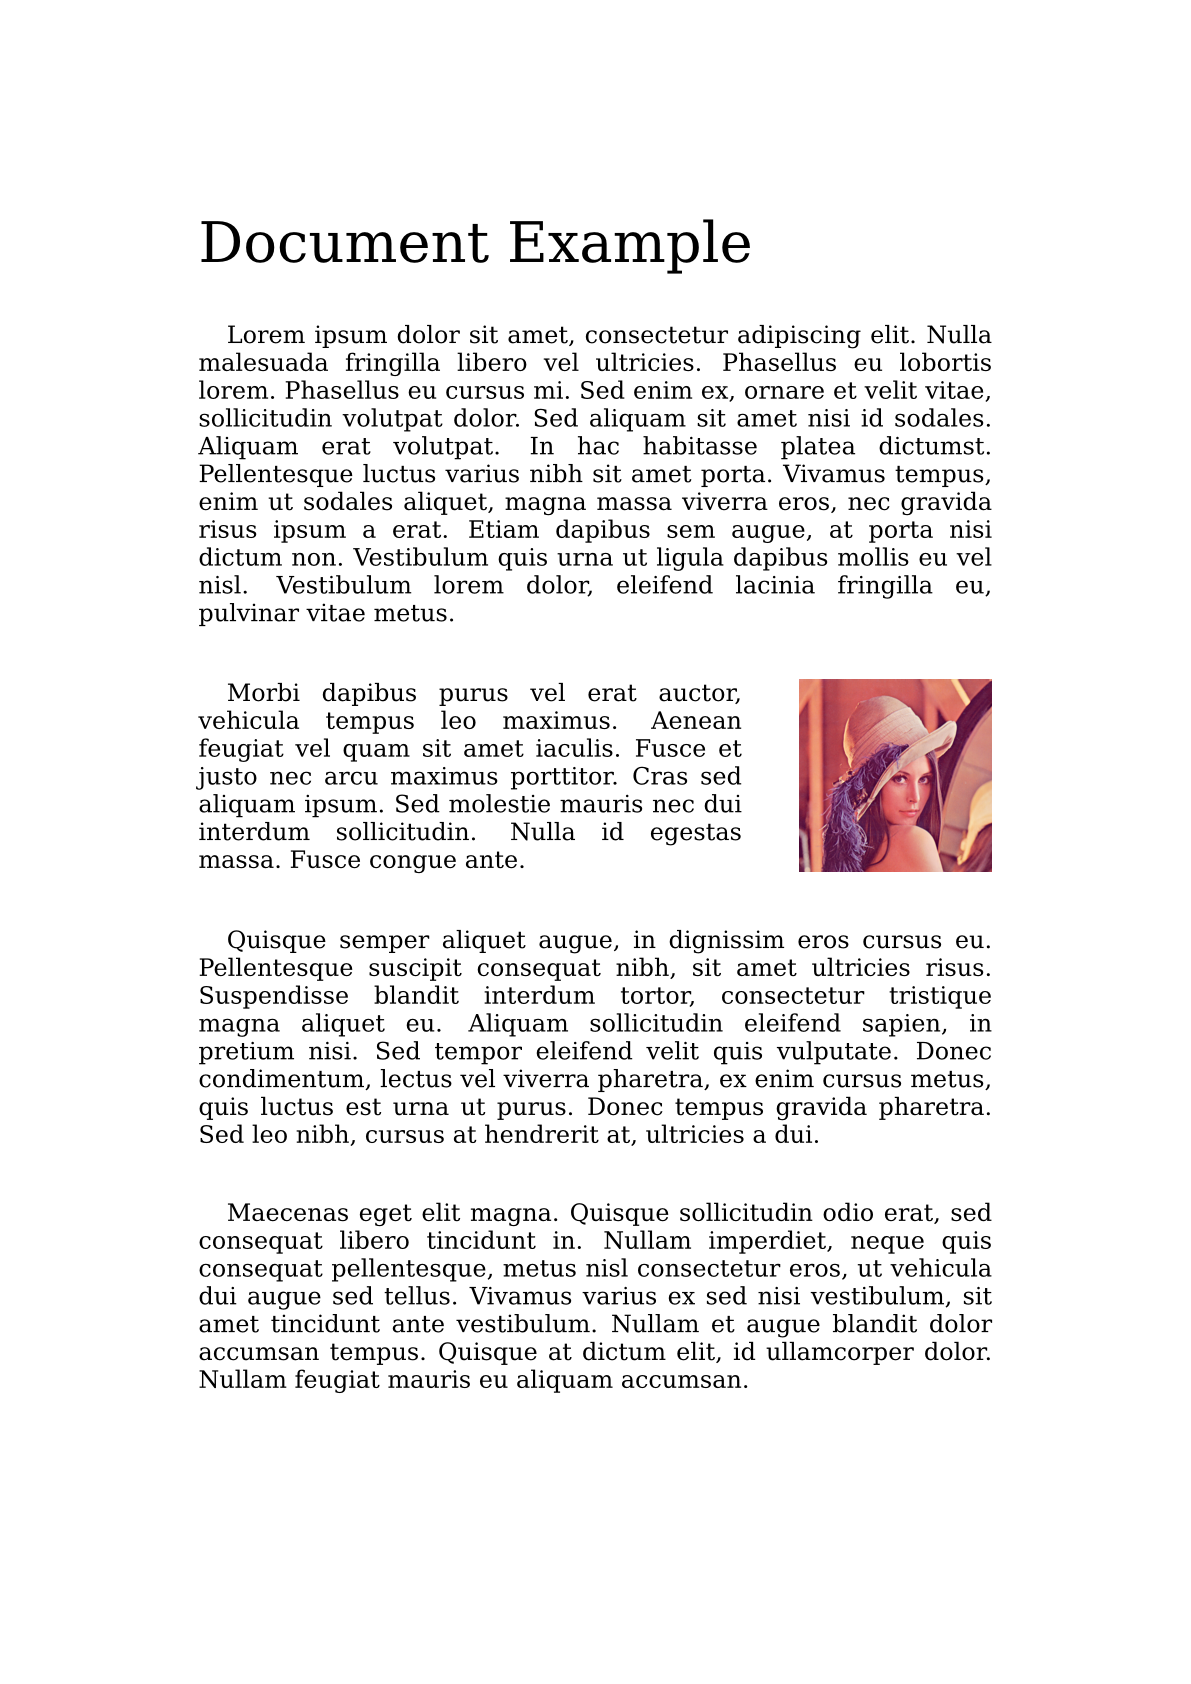 Document Example
Lorem ipsum dolor sit amet, consectetur adipiscing elit. Nulla
malesuada fringilla libero vel ultricies. Phasellus eu lobortis
lorem. Phasellus eu cursus mi. Sed enim ex, ornare et velit vitae,
sollicitudin volutpat dolor. Sed aliquam sit amet nisi id sodales.
Aliquam erat volutpat. In hac habitasse platea dictumst.
Pellentesque luctus varius nibh sit amet porta. Vivamus tempus,
enim ut sodales aliquet, magna massa viverra eros, nec gravida
risus ipsum a erat. Etiam dapibus sem augue, at porta nisi
dictum non. Vestibulum quis urna ut ligula dapibus mollis eu vel
nisl. Vestibulum lorem dolor, eleifend lacinia fringilla eu,
pulvinar vitae metus.
Morbi dapibus purus vel erat auctor,
vehicula tempus leo maximus. Aenean
feugiat vel quam sit amet iaculis. Fusce et
justo nec arcu maximus porttitor. Cras sed
aliquam ipsum. Sed molestie mauris nec dui
interdum sollicitudin. Nulla id egestas
massa. Fusce congue ante.
Quisque semper aliquet augue, in dignissim eros cursus eu.
Pellentesque suscipit consequat nibh, sit amet ultricies risus.
Suspendisse blandit interdum tortor, consectetur tristique
magna aliquet eu. Aliquam sollicitudin eleifend sapien, in
pretium nisi. Sed tempor eleifend velit quis vulputate. Donec
condimentum, lectus vel viverra pharetra, ex enim cursus metus,
quis luctus est urna ut purus. Donec tempus gravida pharetra.
Sed leo nibh, cursus at hendrerit at, ultricies a dui.
Maecenas eget elit magna. Quisque sollicitudin odio erat, sed
consequat libero tincidunt in. Nullam imperdiet, neque quis
consequat pellentesque, metus nisl consectetur eros, ut vehicula
dui augue sed tellus. Vivamus varius ex sed nisi vestibulum, sit
amet tincidunt ante vestibulum. Nullam et augue blandit dolor
accumsan tempus. Quisque at dictum elit, id ullamcorper dolor.
Nullam feugiat mauris eu aliquam accumsan.